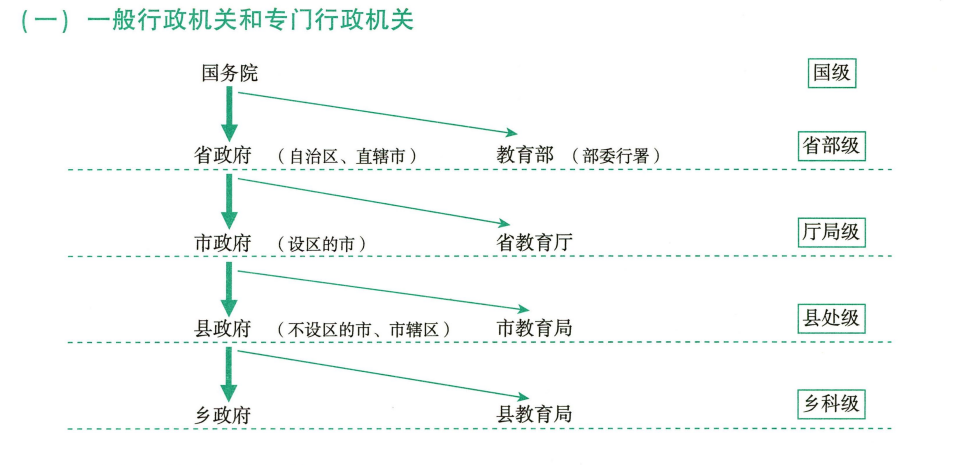 (一) 一般行政机关和专门行政机关
国务院 国级
省政府 (自治区、直辖市) 教育部 (部委行署) 省部级
市政府 (设区的市) 省教育厅 厅局级
县政府 (不设区的市、市辖区) 市教育局 县处级
乡政府 县教育局 乡科级